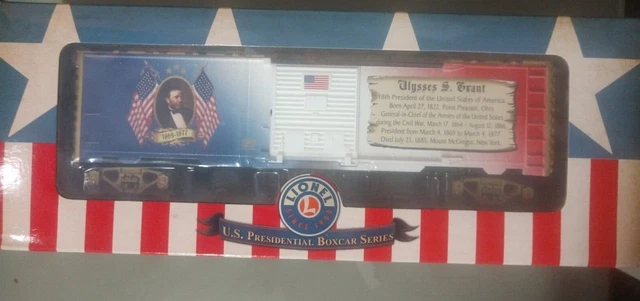 1869-1877
Ulysses S. Grant
18th President of the United States of America
Born April 27, 1822, Point Pleasant, Ohio
General-in-Chief of the Armies of the United States
during the Civil War, March 17, 1864 - August 12, 1866
President from March 4, 1869 to March 4, 1877
Died July 23, 1885, Mount McGregor, New York
LIONEL
L
SINCE 1900
U.S. PRESIDENTIAL BOXCAR SERIES